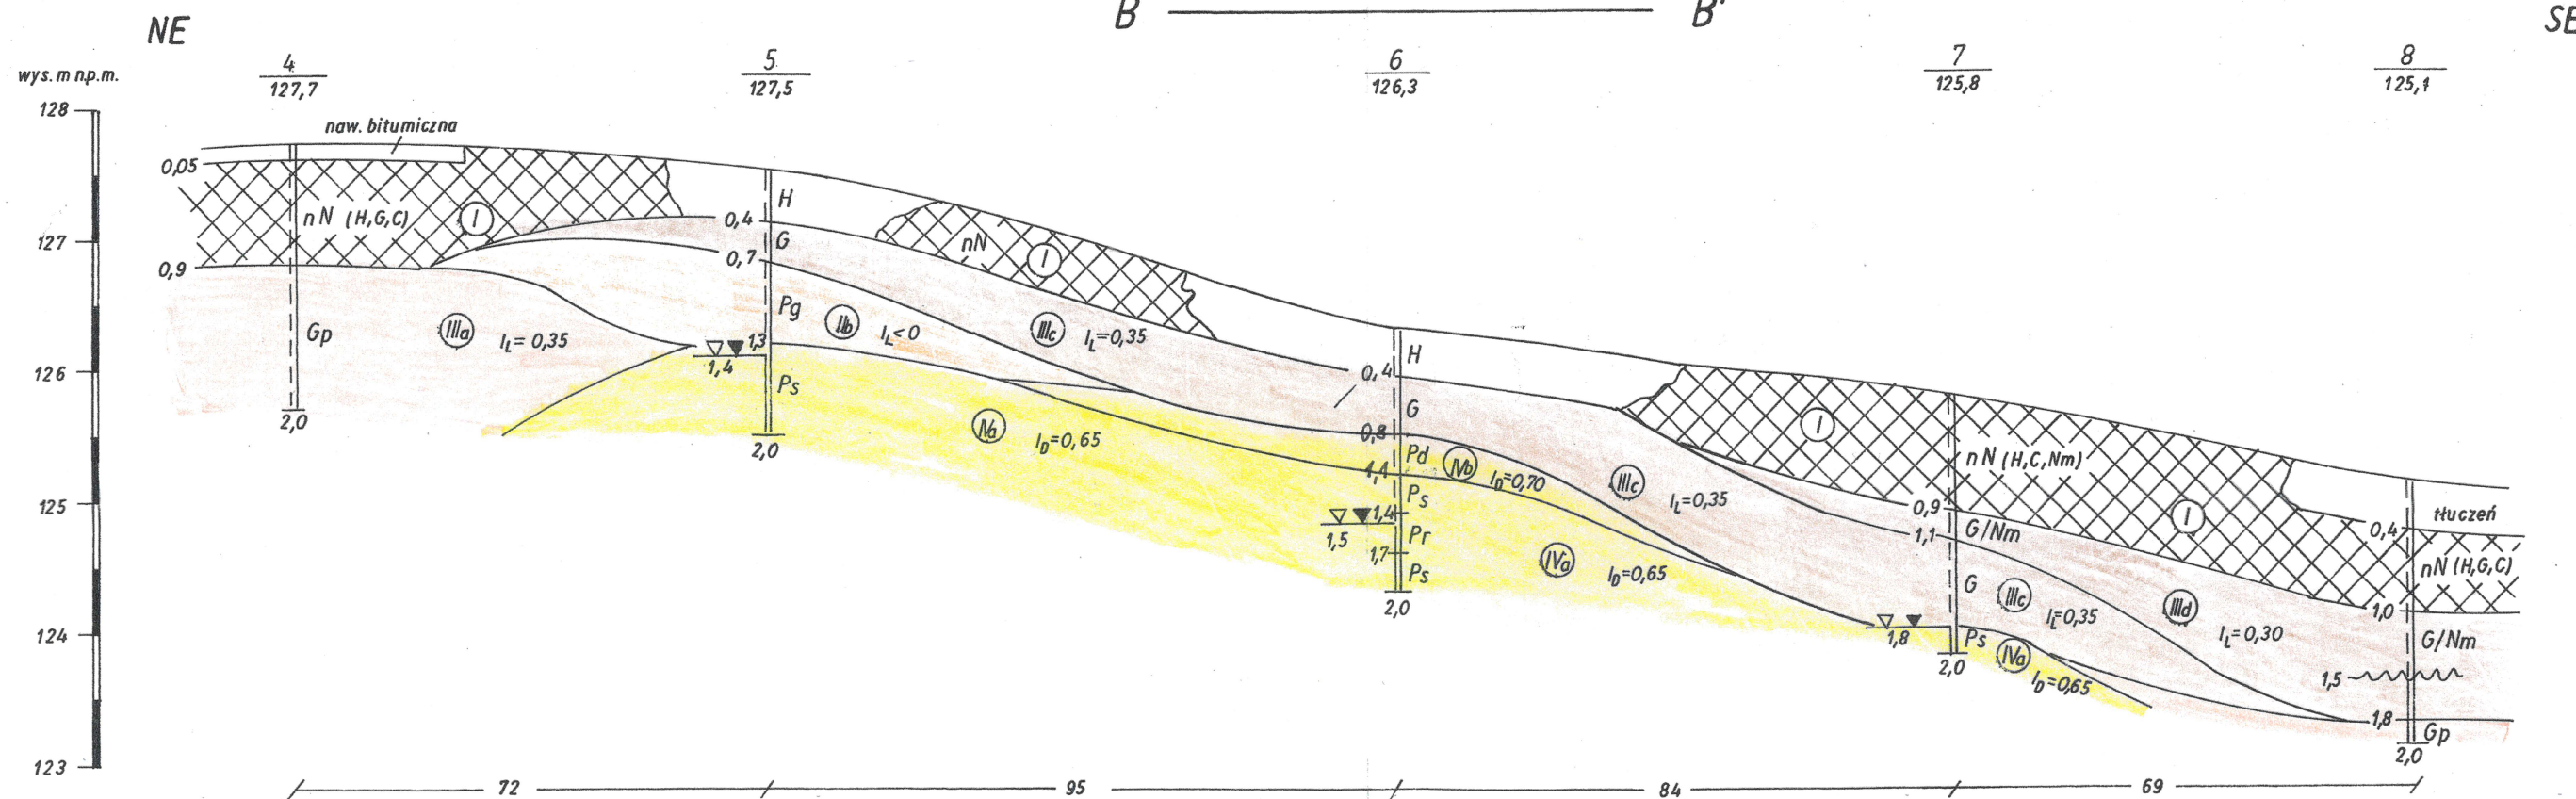 B B'
NE SE
4 5 6 7 8
127,7 127,5 126,3 125,8 125,1
wys. m n.p.m.
128
naw. bitumiczna
0,05
H
nN (H,G,C) I
0,4
127
G
nN I
0,7
0,9
Pg IIb IL<0 IIIc IL=0,35
Gp IIIa IL=0,35
1,3
H
1,4
126
0,4
Ps
G
I
2,0 2,0
IVa ID=0,65
0,8
Pd IVb ID=0,70
nN (H,C,Nm)
1,4
IIIc IL=0,35
125
Ps
0,9
I
tłuczeń
0,4
1,4
G/Nm
1,5
Pr
1,1
1,7
IVa ID=0,65
nN (H,G,C)
Ps
G IIIc IL=0,35 IIId IL=0,30
1,0
2,0
124
1,8
Ps IVa ID=0,65
G/Nm
2,0
1,5
1,8
Gp
2,0
123
72 95 84 69